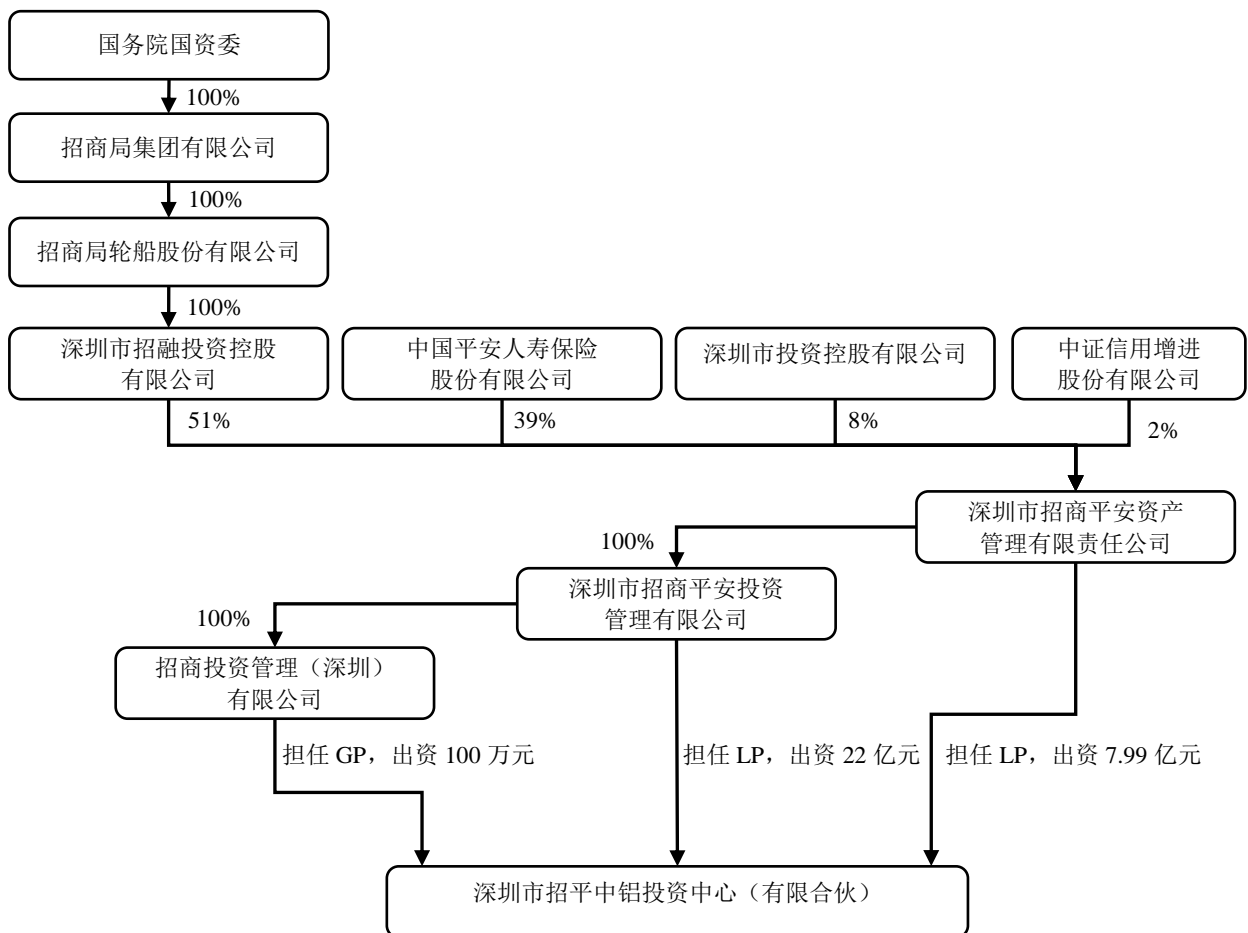 国务院国资委
100%
招商局集团有限公司
100%
招商局轮船股份有限公司
100%
深圳市招融投资控股
有限公司
中国平安人寿保险
股份有限公司
深圳市投资控股有限公司
中证信用增进
股份有限公司
51%
39%
8%
2%
深圳市招商平安资产
管理有限责任公司
100%
深圳市招商平安投资
管理有限公司
100%
招商投资管理（深圳）
有限公司
担任 GP，出资 100 万元
担任 LP，出资 22 亿元
担任 LP，出资 7.99 亿元
深圳市招平中铝投资中心（有限合伙）